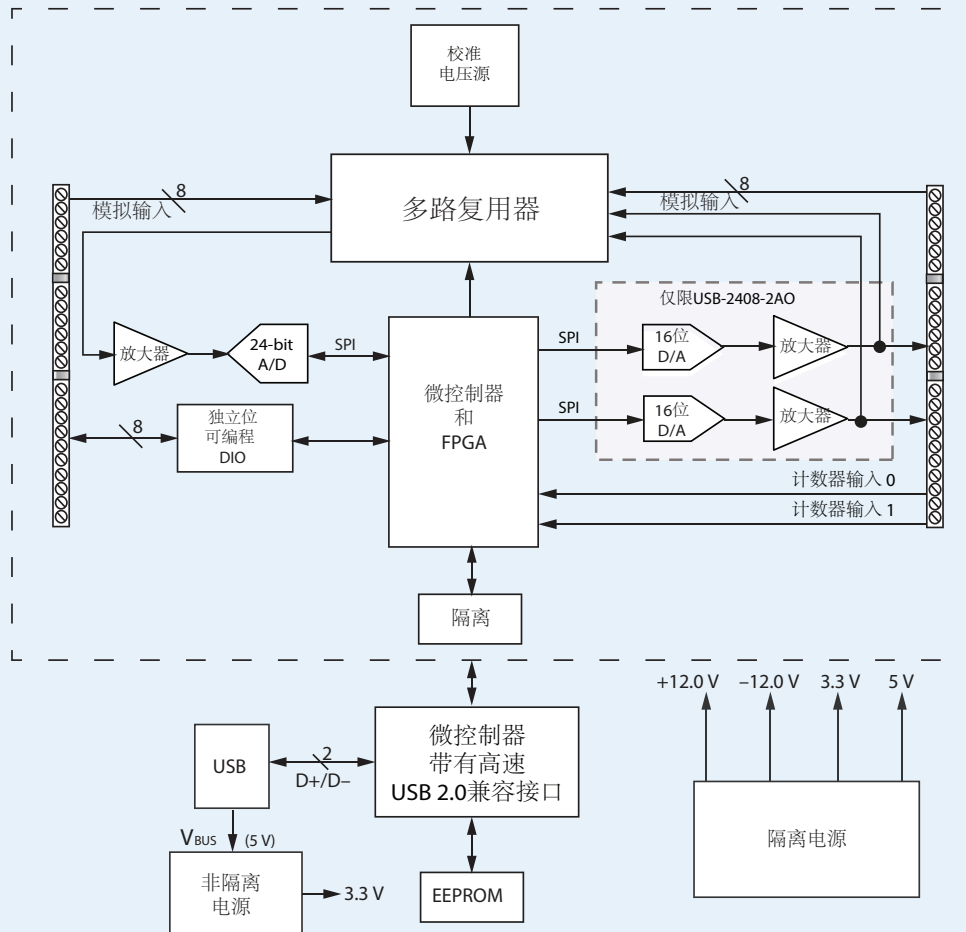 校准
电压源
8
模拟输入
多路复用器
8
模拟输入
仅限USB-2408-2AO
放大器
24-bit
A/D
SPI
微控制器
和
FPGA
SPI
16位
D/A
放大器
SPI
16位
D/A
放大器
8
独立位
可编程
DIO
计数器输入 0
计数器输入 1
隔离
+12.0 V
–12.0 V
3.3 V
5 V
USB
2
D+/D–
微控制器
带有高速
USB 2.0兼容接口
VBUS (5 V)
非隔离
电源
3.3 V
EEPROM
隔离电源